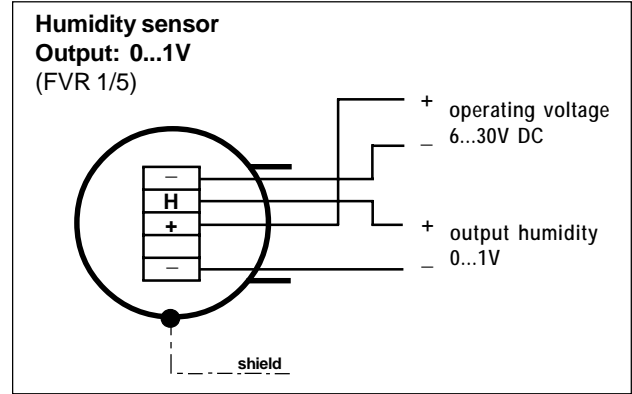 Humidity sensor
Output: 0...1V
(FVR 1/5)
+ operating voltage
– 6...30V DC
–
H
+
–
+ output humidity
– 0...1V
shield